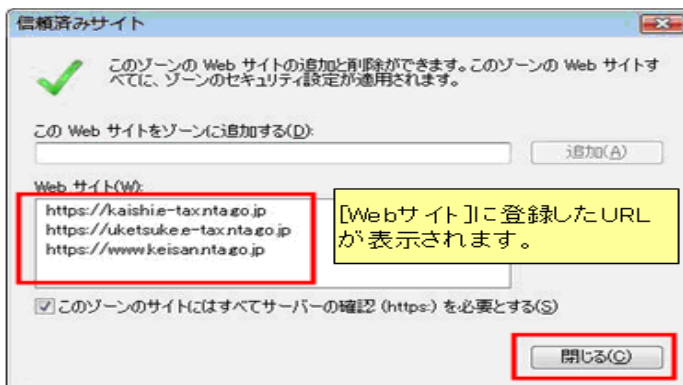 信頼済みサイト
このゾーンの Web サイトの追加と削除ができます。このゾーンの Web サイトす
べてに、ゾーンのセキュリティ設定が適用されます。
この Web サイトをゾーンに追加する(D):
追加(A)
Web サイト(W):
https://kaishi.e-tax.nta.go.jp
https://uketsuke.e-tax.nta.go.jp
https://www.keisan.nta.go.jp
[Webサイト]に登録したURL
が表示されます。
このゾーンのサイトにはすべてサーバーの確認 (https:) を必要とする(S)
閉じる(C)